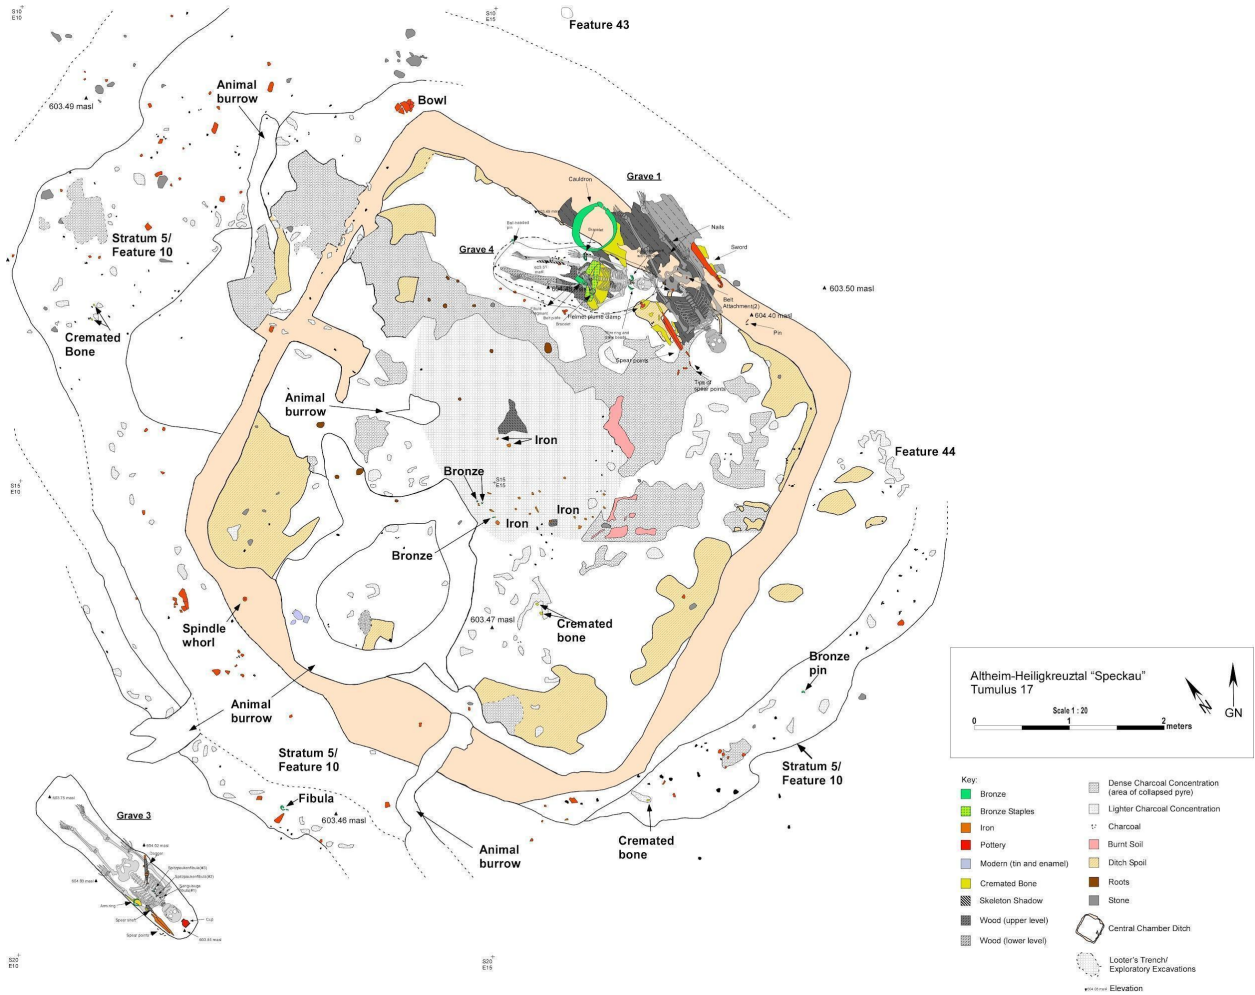 S10
E10
S10
E15
Feature 43
603.49 masl
Animal
burrow
Bowl
Grave 1
Cauldron
Nails
Sword
Grave 4
Stratum 5/
Feature 10
603.50 masl
Belt
Attachment(2)
604.40 masl
Pin
Helmet plume clamp
Cremated
Bone
Spear points
Tips of
spear points
Animal
burrow
Iron
Feature 44
Bronze
S15
E10
S15
E15
Iron
Iron
Bronze
Spindle
whorl
603.47 masl
Cremated
bone
Bronze
pin
Animal
burrow
Stratum 5/
Feature 10
Stratum 5/
Feature 10
Fibula
603.46 masl
Grave 3
Cremated
bone
Animal
burrow
Spear shaft
Spear points
Cup
S20
E10
S20
E15
Altheim-Heiligkreuztal “Speckau”
Tumulus 17
Scale 1 : 20
0 1 2 meters
N
GN
Key:
Bronze
Bronze Staples
Iron
Pottery
Modern (tin and enamel)
Cremated Bone
Skeleton Shadow
Wood (upper level)
Wood (lower level)
Dense Charcoal Concentration
(area of collapsed pyre)
Lighter Charcoal Concentration
Charcoal
Burnt Soil
Ditch Spoil
Roots
Stone
Central Chamber Ditch
Looter's Trench/
Exploratory Excavations
Elevation